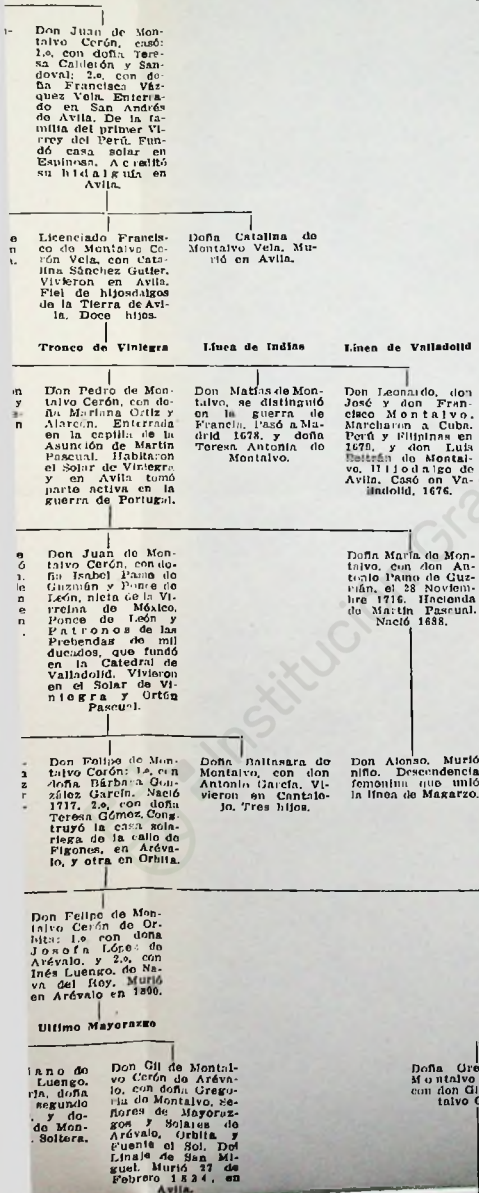 Don Juan de Mon-
talvo Cerón, casó:
1.o, con doña Tere-
sa Calderón y San-
doval; 2.o, con do-
ña Francisca Váz-
quez Vela. Enterra-
do en San Andrés
de Avila. De la fa-
milia del primer Vi-
rrey del Perú. Fun-
dó casa solar en
Espinosa. Acreditó
su hidalguía en
Avila.
Licenciado Francis-
co de Montalvo Ce-
rón Vela, con Cata-
lina Sánchez Gutier.
Vivieron en Avila.
Fiel de hijosdalgos
de la Tierra de Avi-
la. Doce hijos.
Doña Catalina de
Montalvo Vela. Mu-
rió en Avila.
Tronco de Viniegra
Línea de Indias
Línea de Valladolid
Don Pedro de Mon-
talvo Cerón, con do-
ña Mariana Ortiz y
Alarcón. Enterrada
en la capilla de la
Asunción de Martín
Pascual. Habitaron
el Solar de Viniegra
y en Avila tomó
parte activa en la
guerra de Portugal.
Don Matías de Mon-
talvo, se distinguió
en la guerra de
Francia. Pasó a Ma-
drid 1678, y doña
Teresa Antonia de
Montalvo.
Don Leonardo, don
José y don Fran-
cisco Montalvo.
Marcharon a Cuba.
Perú y Filipinas en
1678, y don Luis
Beltrán de Montal-
vo. Hijodalgo de
Avila. Casó en Va-
lladolid, 1676.
Don Juan de Mon-
talvo Cerón, con do-
ña Isabel Pamo de
Guzmán y Ponce de
León, nieta de la Vi-
rreina de México,
Ponce de León y
Patronos de las
Prebendas de mil
ducados, que fundó
en la Catedral de
Valladolid. Vivieron
en el Solar de Vi-
niegra y Ortún
Pascual.
Doña María de Mon-
talvo, con don An-
tonio Pamo de Guz-
mán, el 28 Noviem-
bre 1716. Hacienda
de Martín Pascual.
Nació 1688.
Don Felipe de Mon-
talvo Cerón: 1.o, con
doña Bárbara Gon-
zález García. Nació
1717. 2.o, con doña
Teresa Gómez. Cons-
truyó la casa sola-
riega de la calle de
Figones, en Aréva-
lo, y otra en Orbita.
Doña Baltasara de
Montalvo, con don
Antonio García. Vi-
vieron en Cantalo-
jo. Tres hijos.
Don Alonso. Murió
niño. Descendencia
femenina que unió
la línea de Magarzo.
Don Felipe de Mon-
talvo Cerón de Or-
bita: 1.o con doña
Josefa López de
Arévalo, y 2.o, con
Inés Luengo, de Na-
va del Rey. Murió
en Arévalo en 1800.
Ultimo Mayorazgo
iano de
Luengo.
ría, doña
segundo
, y do-
de Mon-
. Soltera.
Don Gil de Montal-
vo Cerón de Aréva-
lo, con doña Grego-
ria de Montalvo. Se-
ñores de Mayoraz-
gos y Solares de
Arévalo, Orbita y
Fuente el Sol. Del
Linaje de San Mi-
guel. Murió 27 de
Febrero 1834, en
Avila.
Doña Gre
Montalvo
con don Gi
talvo C
Institución Gra